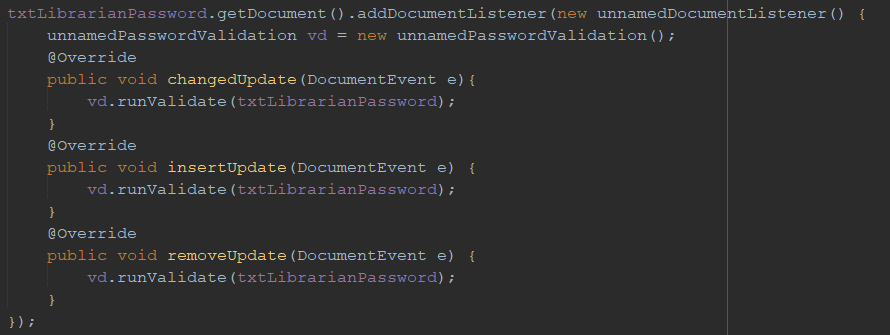 txtLibrarianPassword.getDocument().addDocumentListener(new unnamedDocumentListener() {
unnamedPasswordValidation vd = new unnamedPasswordValidation();
@Override
public void changedUpdate(DocumentEvent e){
vd.runValidate(txtLibrarianPassword);
}
@Override
public void insertUpdate(DocumentEvent e) {
vd.runValidate(txtLibrarianPassword);
}
@Override
public void removeUpdate(DocumentEvent e) {
vd.runValidate(txtLibrarianPassword);
}
});